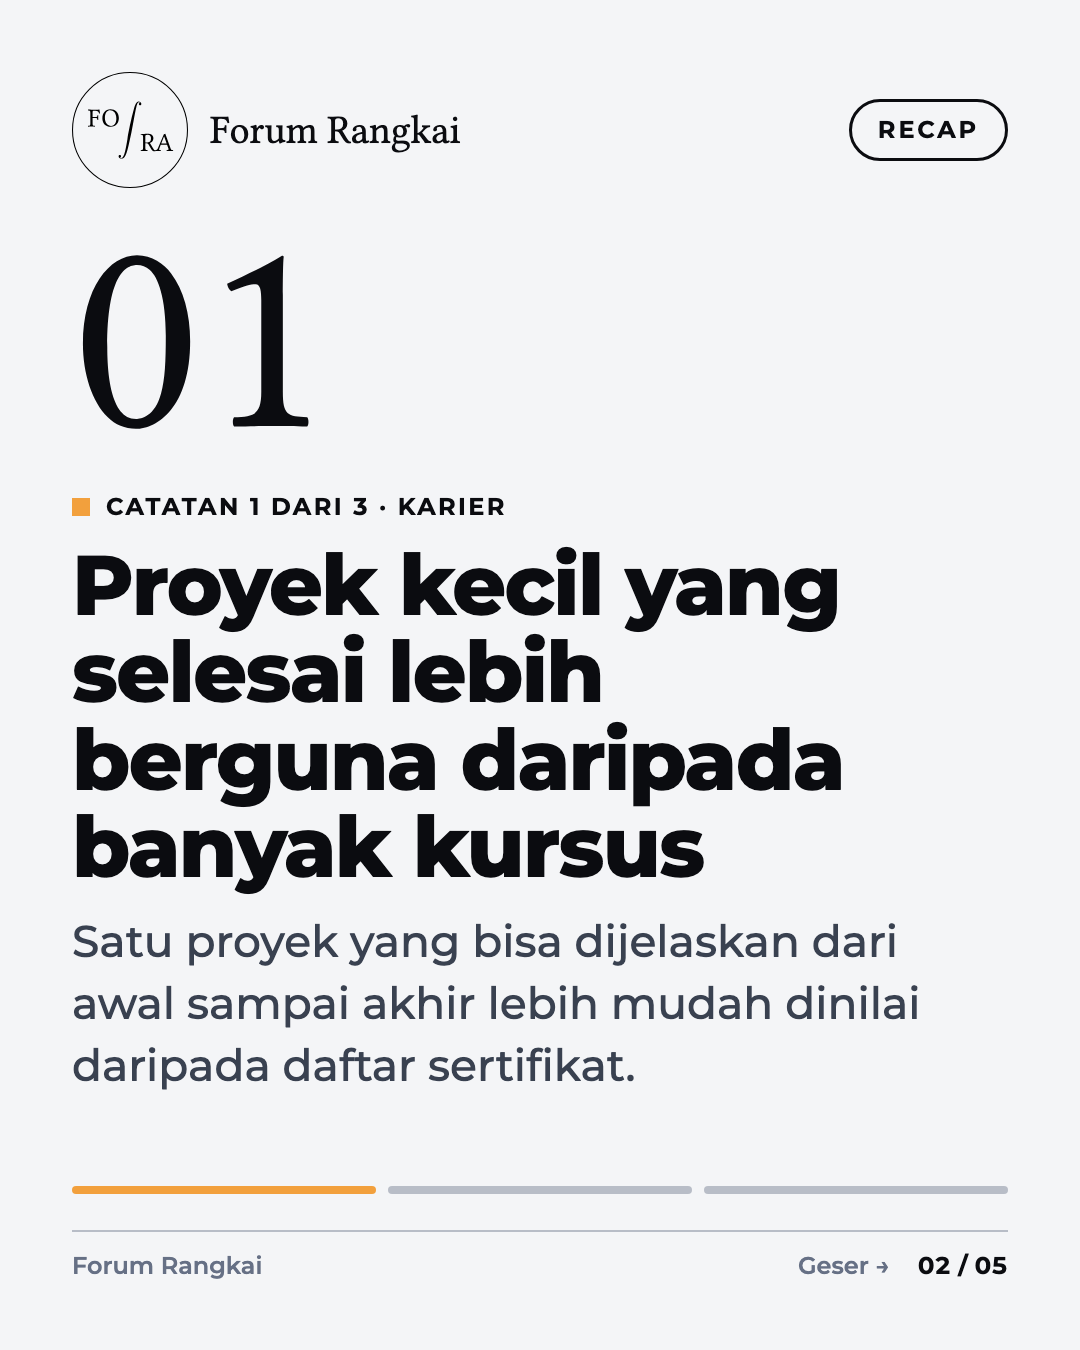 FO
RA
Forum Rangkai
RECAP
01
CATATAN 1 DARI 3 · KARIER
Proyek kecil yang
selesai lebih
berguna daripada
banyak kursus
Satu proyek yang bisa dijelaskan dari
awal sampai akhir lebih mudah dinilai
daripada daftar sertifikat.
Forum Rangkai
Geser → 02 / 05